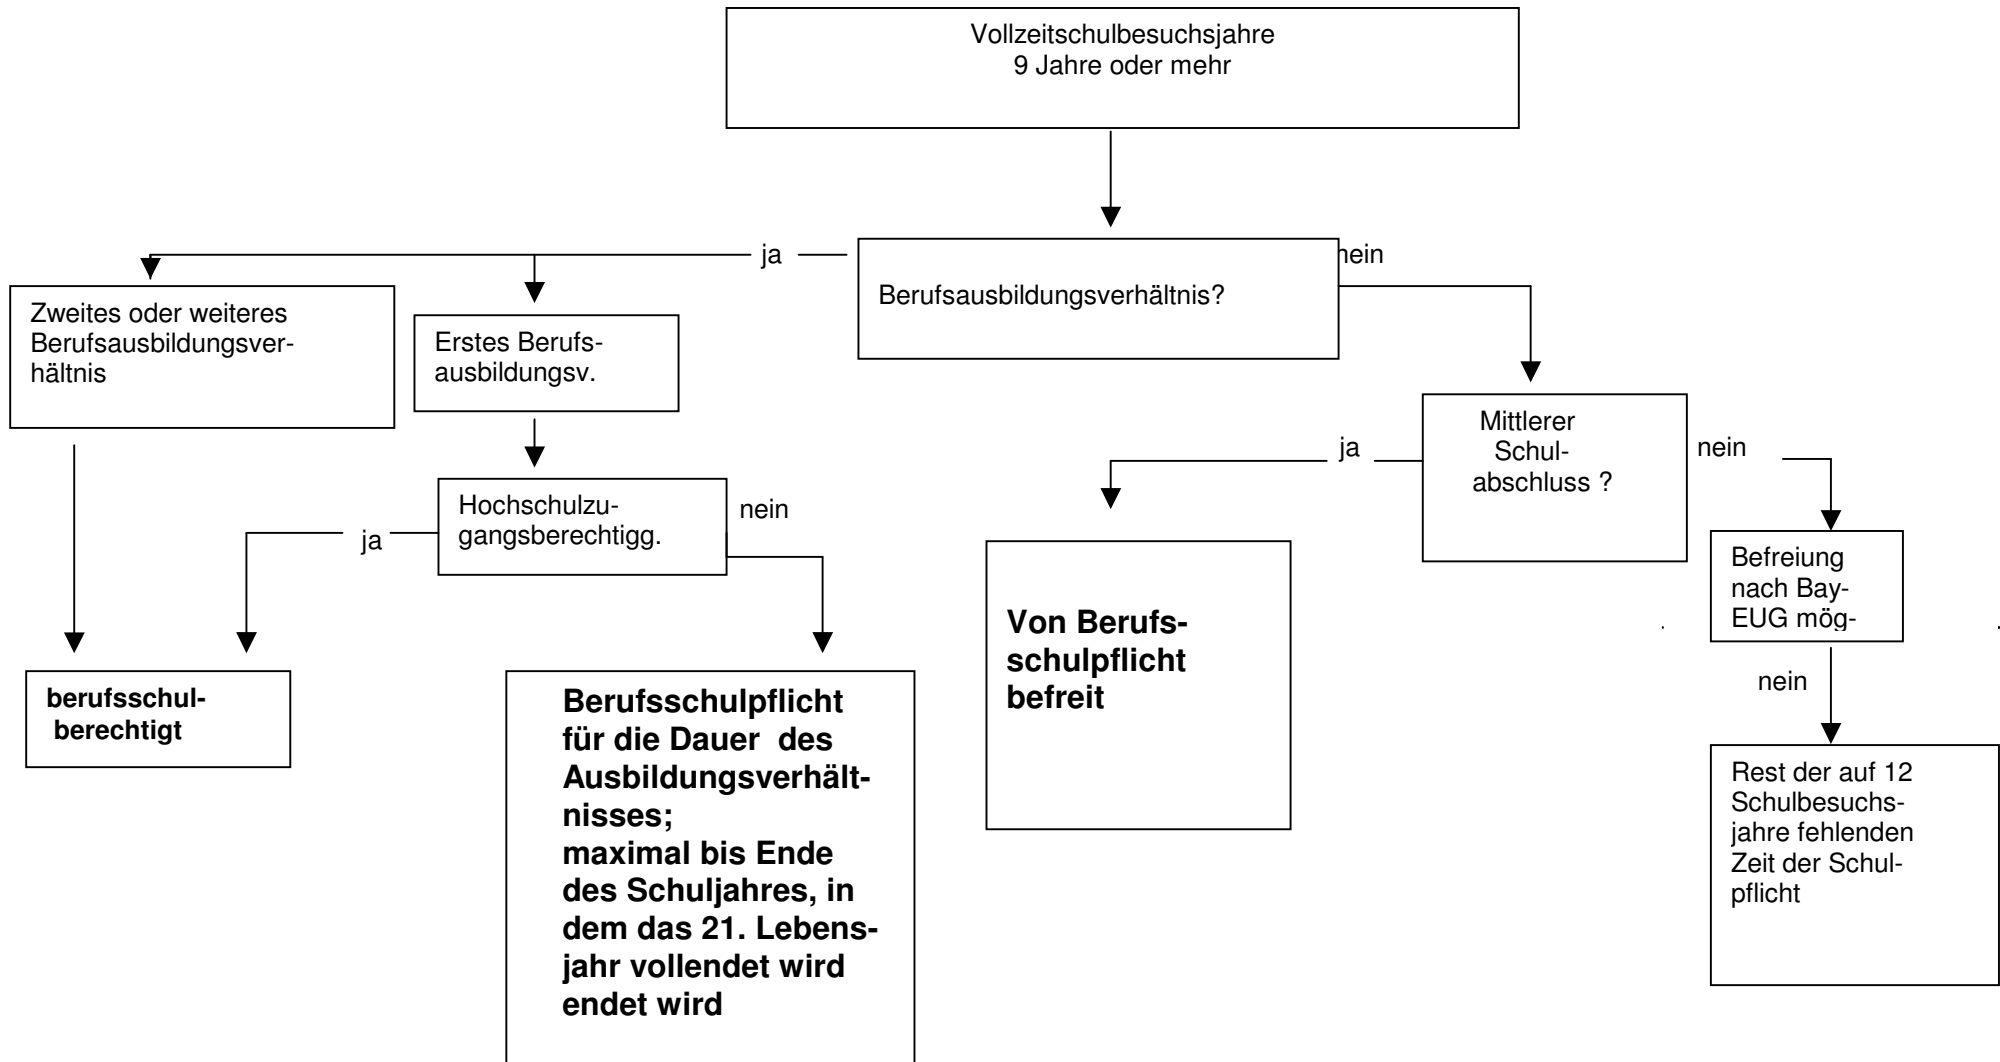 Vollzeitschulbesuchsjahre
9 Jahre oder mehr
ja
nein
Berufsausbildungsverhältnis?
Zweites oder weiteres
Berufsausbildungsver-
hältnis
Erstes Berufs-
ausbildungsv.
Mittlerer
Schul-
abschluss ?
ja
nein
Hochschulzu-
gangsberechtigg.
ja
nein
Befreiung
nach Bay-
EUG mög-
nein
Von Berufs-
schulpflicht
befreit
berufsschul-
berechtigt
Berufsschulpflicht
für die Dauer des
Ausbildungsverhält-
nisses;
maximal bis Ende
des Schuljahres, in
dem das 21. Lebens-
jahr vollendet wird
endet wird
Rest der auf 12
Schulbesuchs-
jahre fehlenden
Zeit der Schul-
pflicht